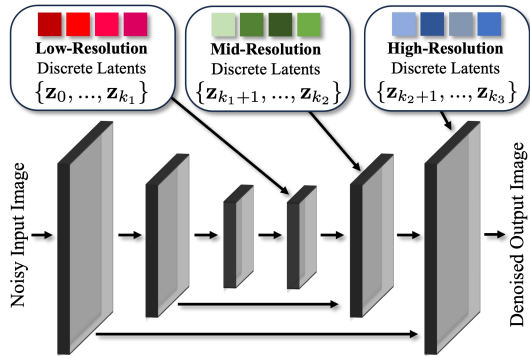 Low-Resolution
Discrete Latents
{z₀, ..., zₖ₁}
Mid-Resolution
Discrete Latents
{zₖ₁₊₁, ..., zₖ₂}
High-Resolution
Discrete Latents
{zₖ₂₊₁, ..., zₖ₃}
Noisy Input Image
Denoised Output Image